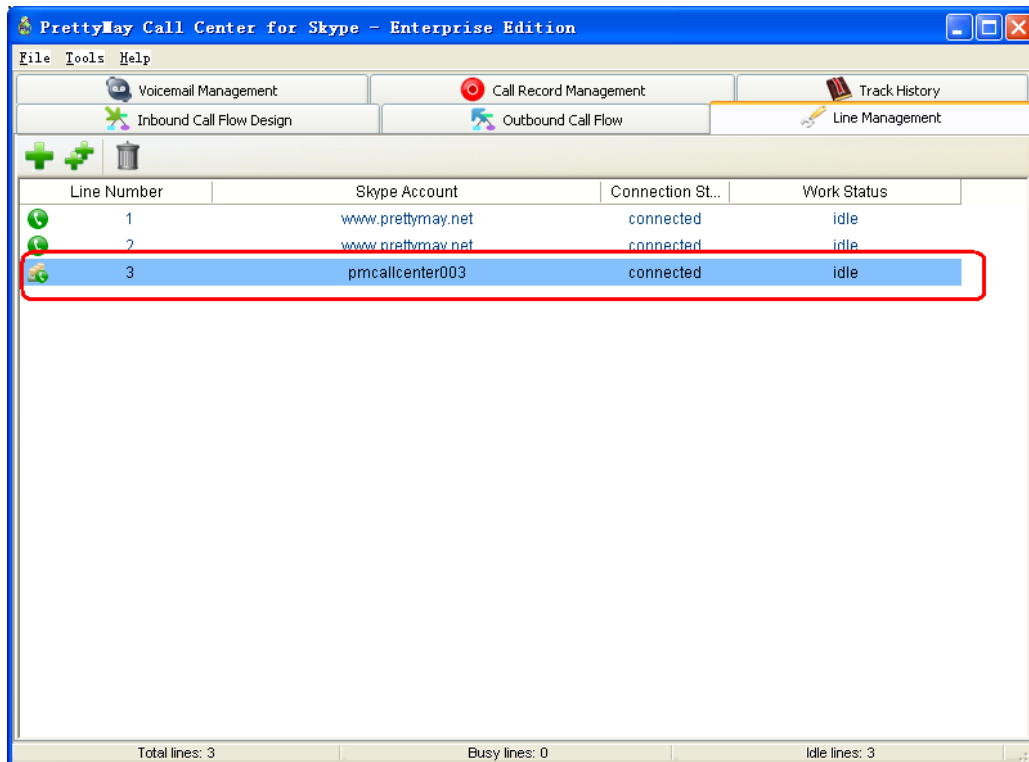 PrettyMay Call Center for Skype - Enterprise Edition
File Tools Help
Voicemail Management Call Record Management Track History
Inbound Call Flow Design Outbound Call Flow Line Management
Line Number Skype Account Connection St... Work Status
1 www.prettymay.net connected idle
2 www.prettymay.net connected idle
3 pmcallcenter003 connected idle
Total lines: 3 Busy lines: 0 Idle lines: 3